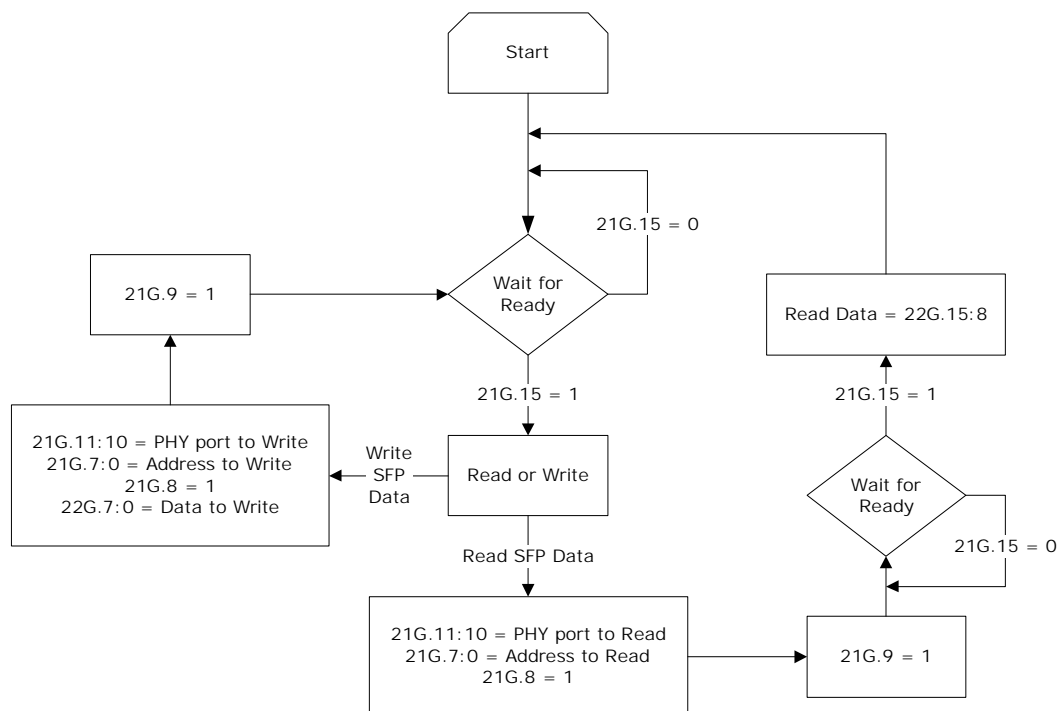 Start
21G.15 = 0
Wait for
Ready
21G.9 = 1
Read Data = 22G.15:8
21G.15 = 1
21G.15 = 1
21G.11:10 = PHY port to Write
21G.7:0 = Address to Write
21G.8 = 1
22G.7:0 = Data to Write
Write
SFP
Data
Read or Write
Wait for
Ready
21G.15 = 0
Read SFP Data
21G.11:10 = PHY port to Read
21G.7:0 = Address to Read
21G.8 = 1
21G.9 = 1